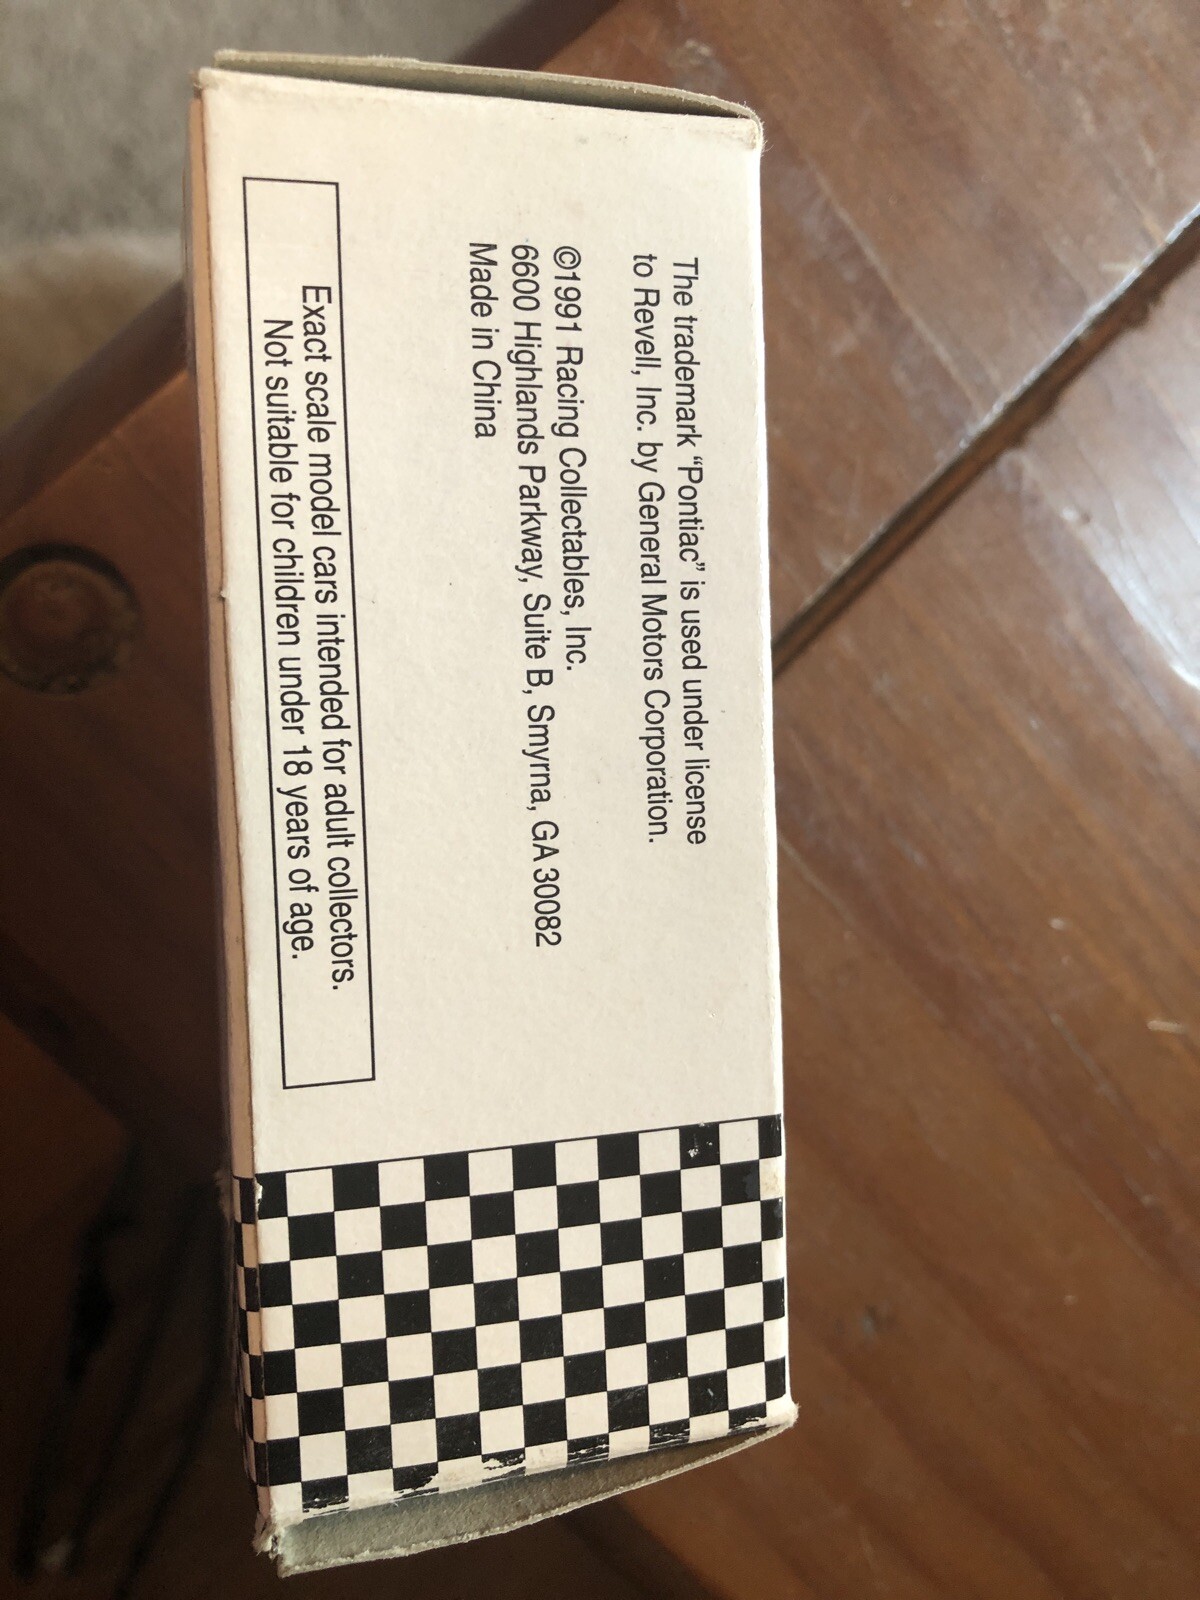 The trademark “Pontiac” is used under license
to Revell, Inc. by General Motors Corporation.
©1991 Racing Collectables, Inc.
6600 Highlands Parkway, Suite B, Smyrna, GA 30082
Made in China
Exact scale model cars intended for adult collectors.
Not suitable for children under 18 years of age.